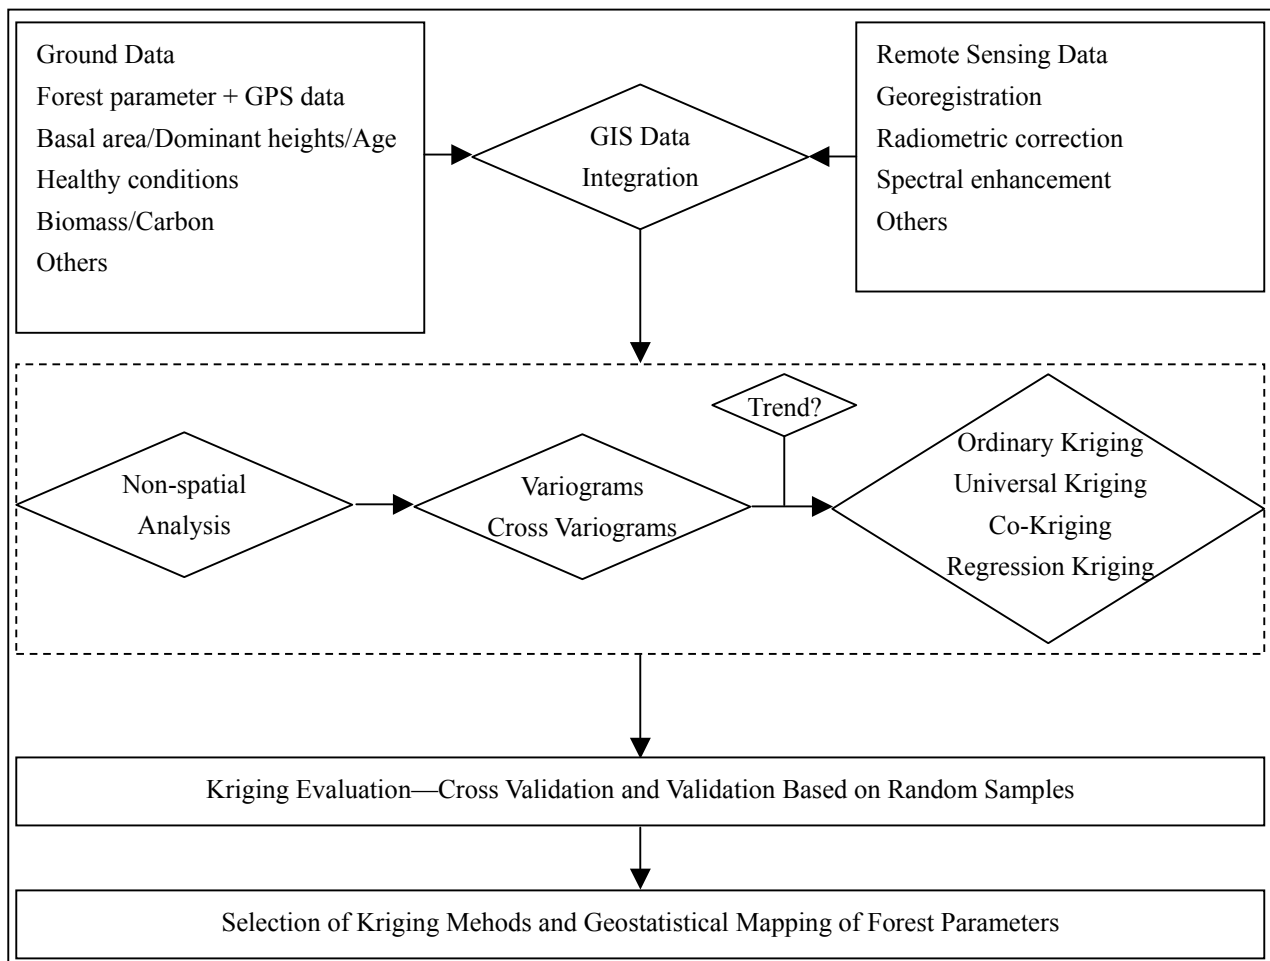 Ground Data
Forest parameter + GPS data
Basal area/Dominant heights/Age
Healthy conditions
Biomass/Carbon
Others
GIS Data
Integration
Remote Sensing Data
Georegistration
Radiometric correction
Spectral enhancement
Others
Non-spatial
Analysis
Variograms
Cross Variograms
Trend?
Ordinary Kriging
Universal Kriging
Co-Kriging
Regression Kriging
Kriging Evaluation—Cross Validation and Validation Based on Random Samples
Selection of Kriging Mehods and Geostatistical Mapping of Forest Parameters